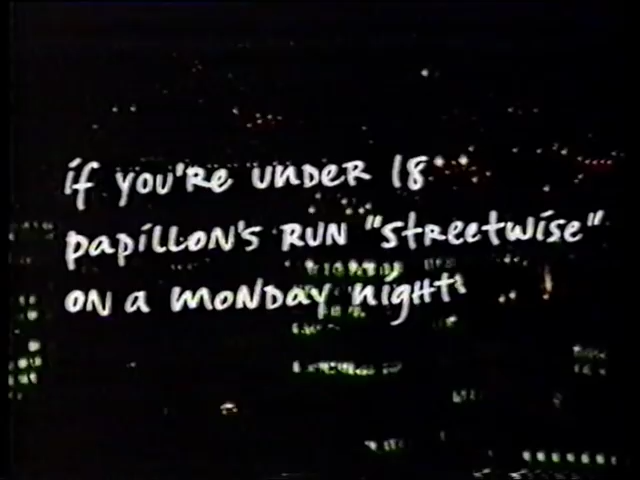 if you're under 18
papillon's run "streetwise"
on a monday night